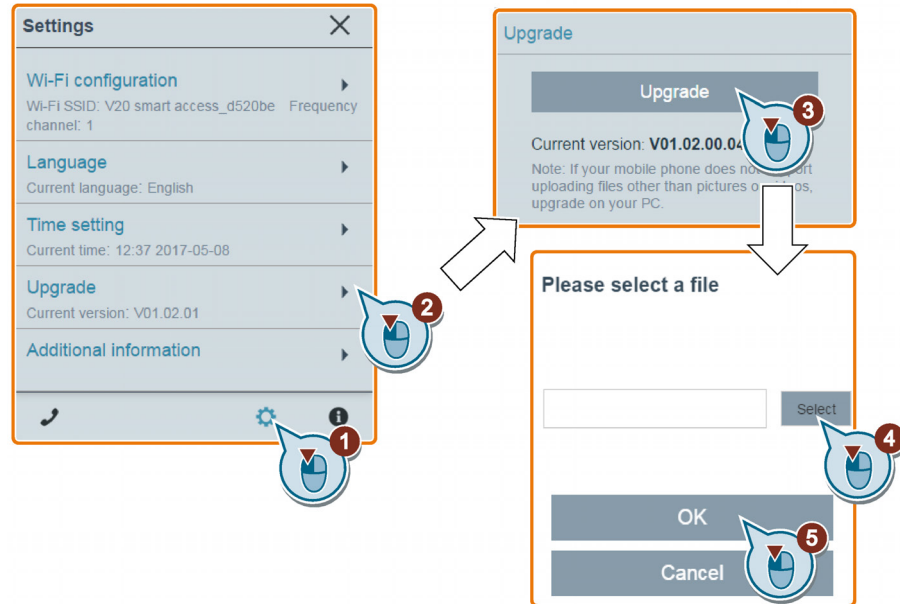 Settings
Wi-Fi configuration
Wi-Fi SSID: V20 smart access_d520be Frequency
channel: 1
Language
Current language: English
Time setting
Current time: 12:37 2017-05-08
Upgrade
Current version: V01.02.01
Additional information
1
2
Upgrade
Upgrade
3
Current version: V01.02.00.04
Note: If your mobile phone does not
uploading files other than pictures
upgrade on your PC.
Please select a file
Select
4
OK
5
Cancel